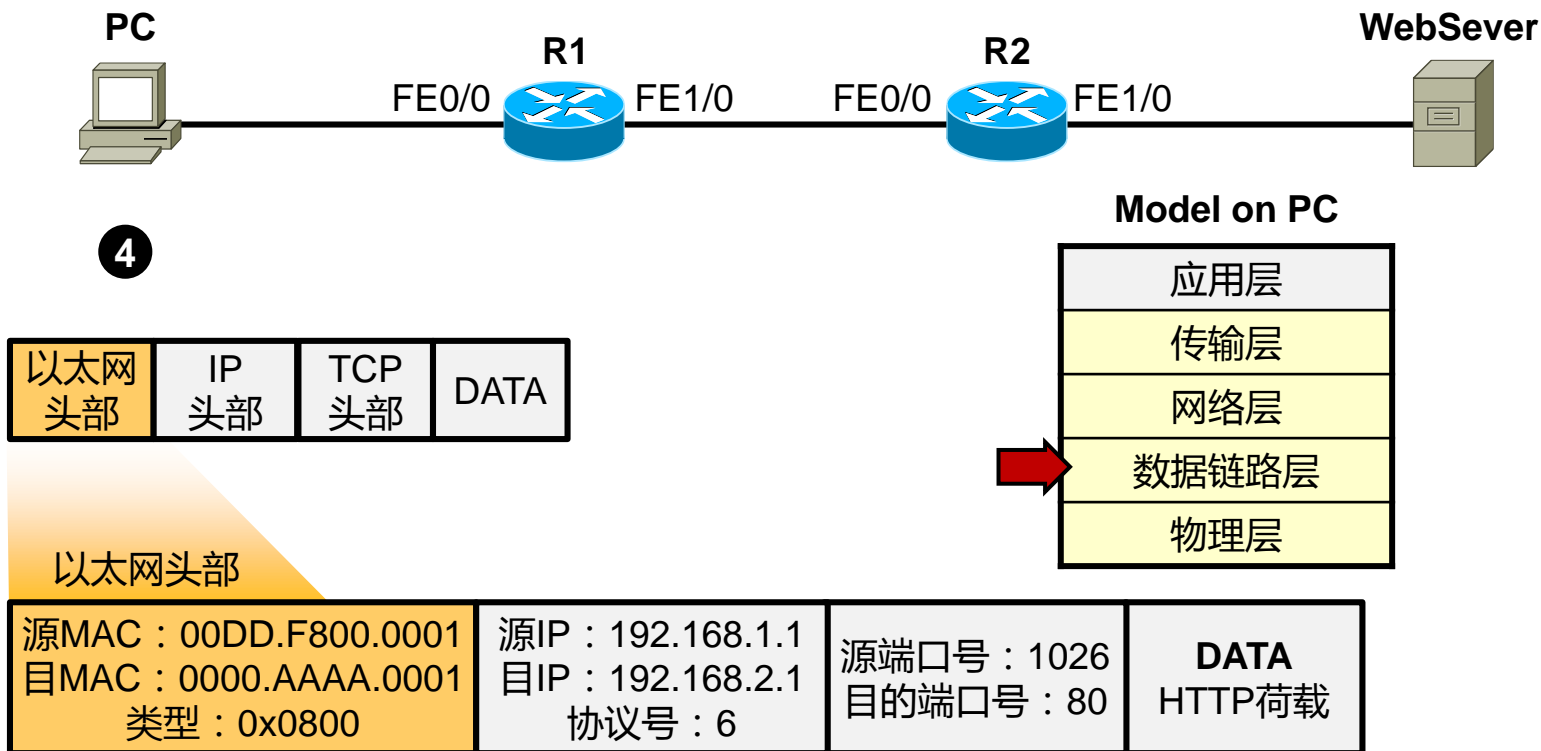 PC
R1
R2
WebSever
FE0/0
FE1/0
FE0/0
FE1/0
4
Model on PC
应用层
传输层
网络层
数据链路层
物理层
以太网
头部
IP
头部
TCP
头部
DATA
以太网头部
源MAC：00DD.F800.0001
目MAC：0000.AAAA.0001
类型：0x0800
源IP：192.168.1.1
目IP：192.168.2.1
协议号：6
源端口号：1026
目的端口号：80
DATA
HTTP荷载